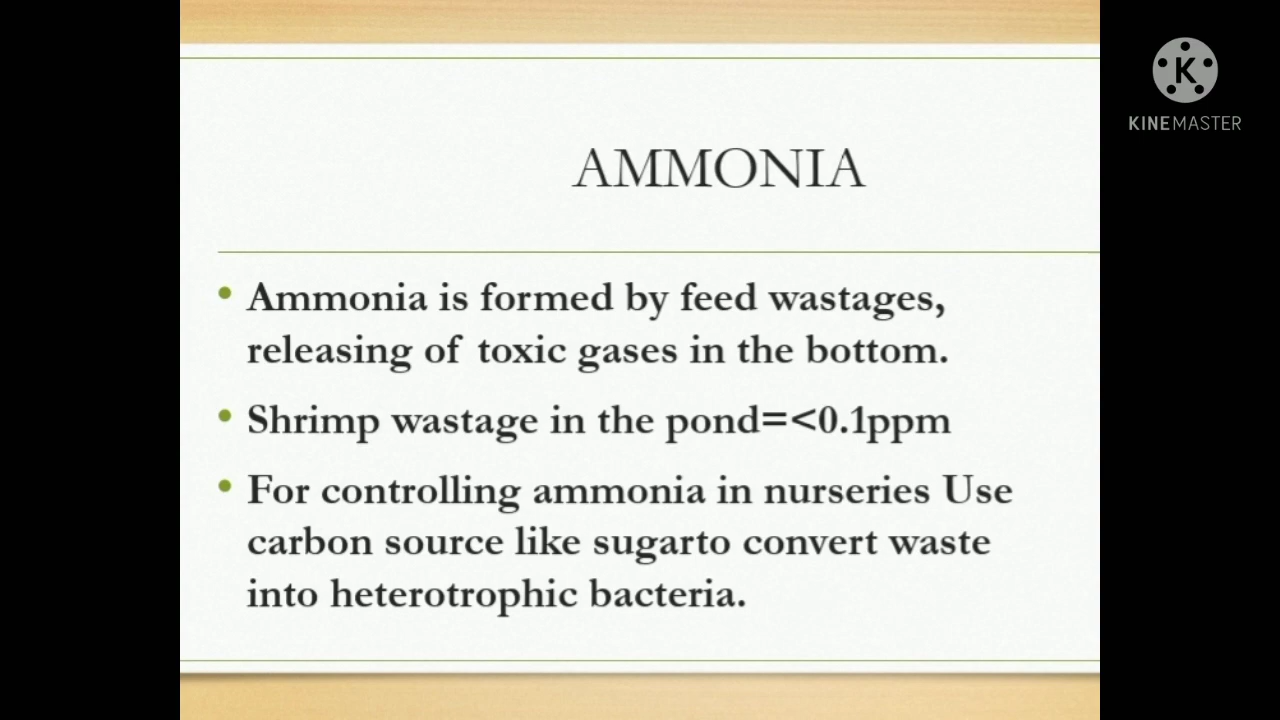 KINEMASTER
AMMONIA
Ammonia is formed by feed wastages,
releasing of toxic gases in the bottom.
Shrimp wastage in the pond=<0.1ppm
For controlling ammonia in nurseries Use
carbon source like sugarto convert waste
into heterotrophic bacteria.